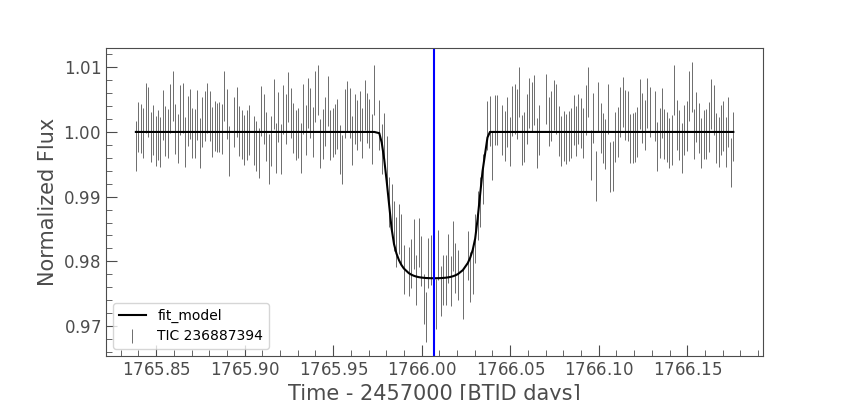 1.01
1.00
0.99
0.98
0.97
Normalized Flux
fit_model
TIC 236887394
1765.85 1765.90 1765.95 1766.00 1766.05 1766.10 1766.15
Time - 2457000 [BTJD days]